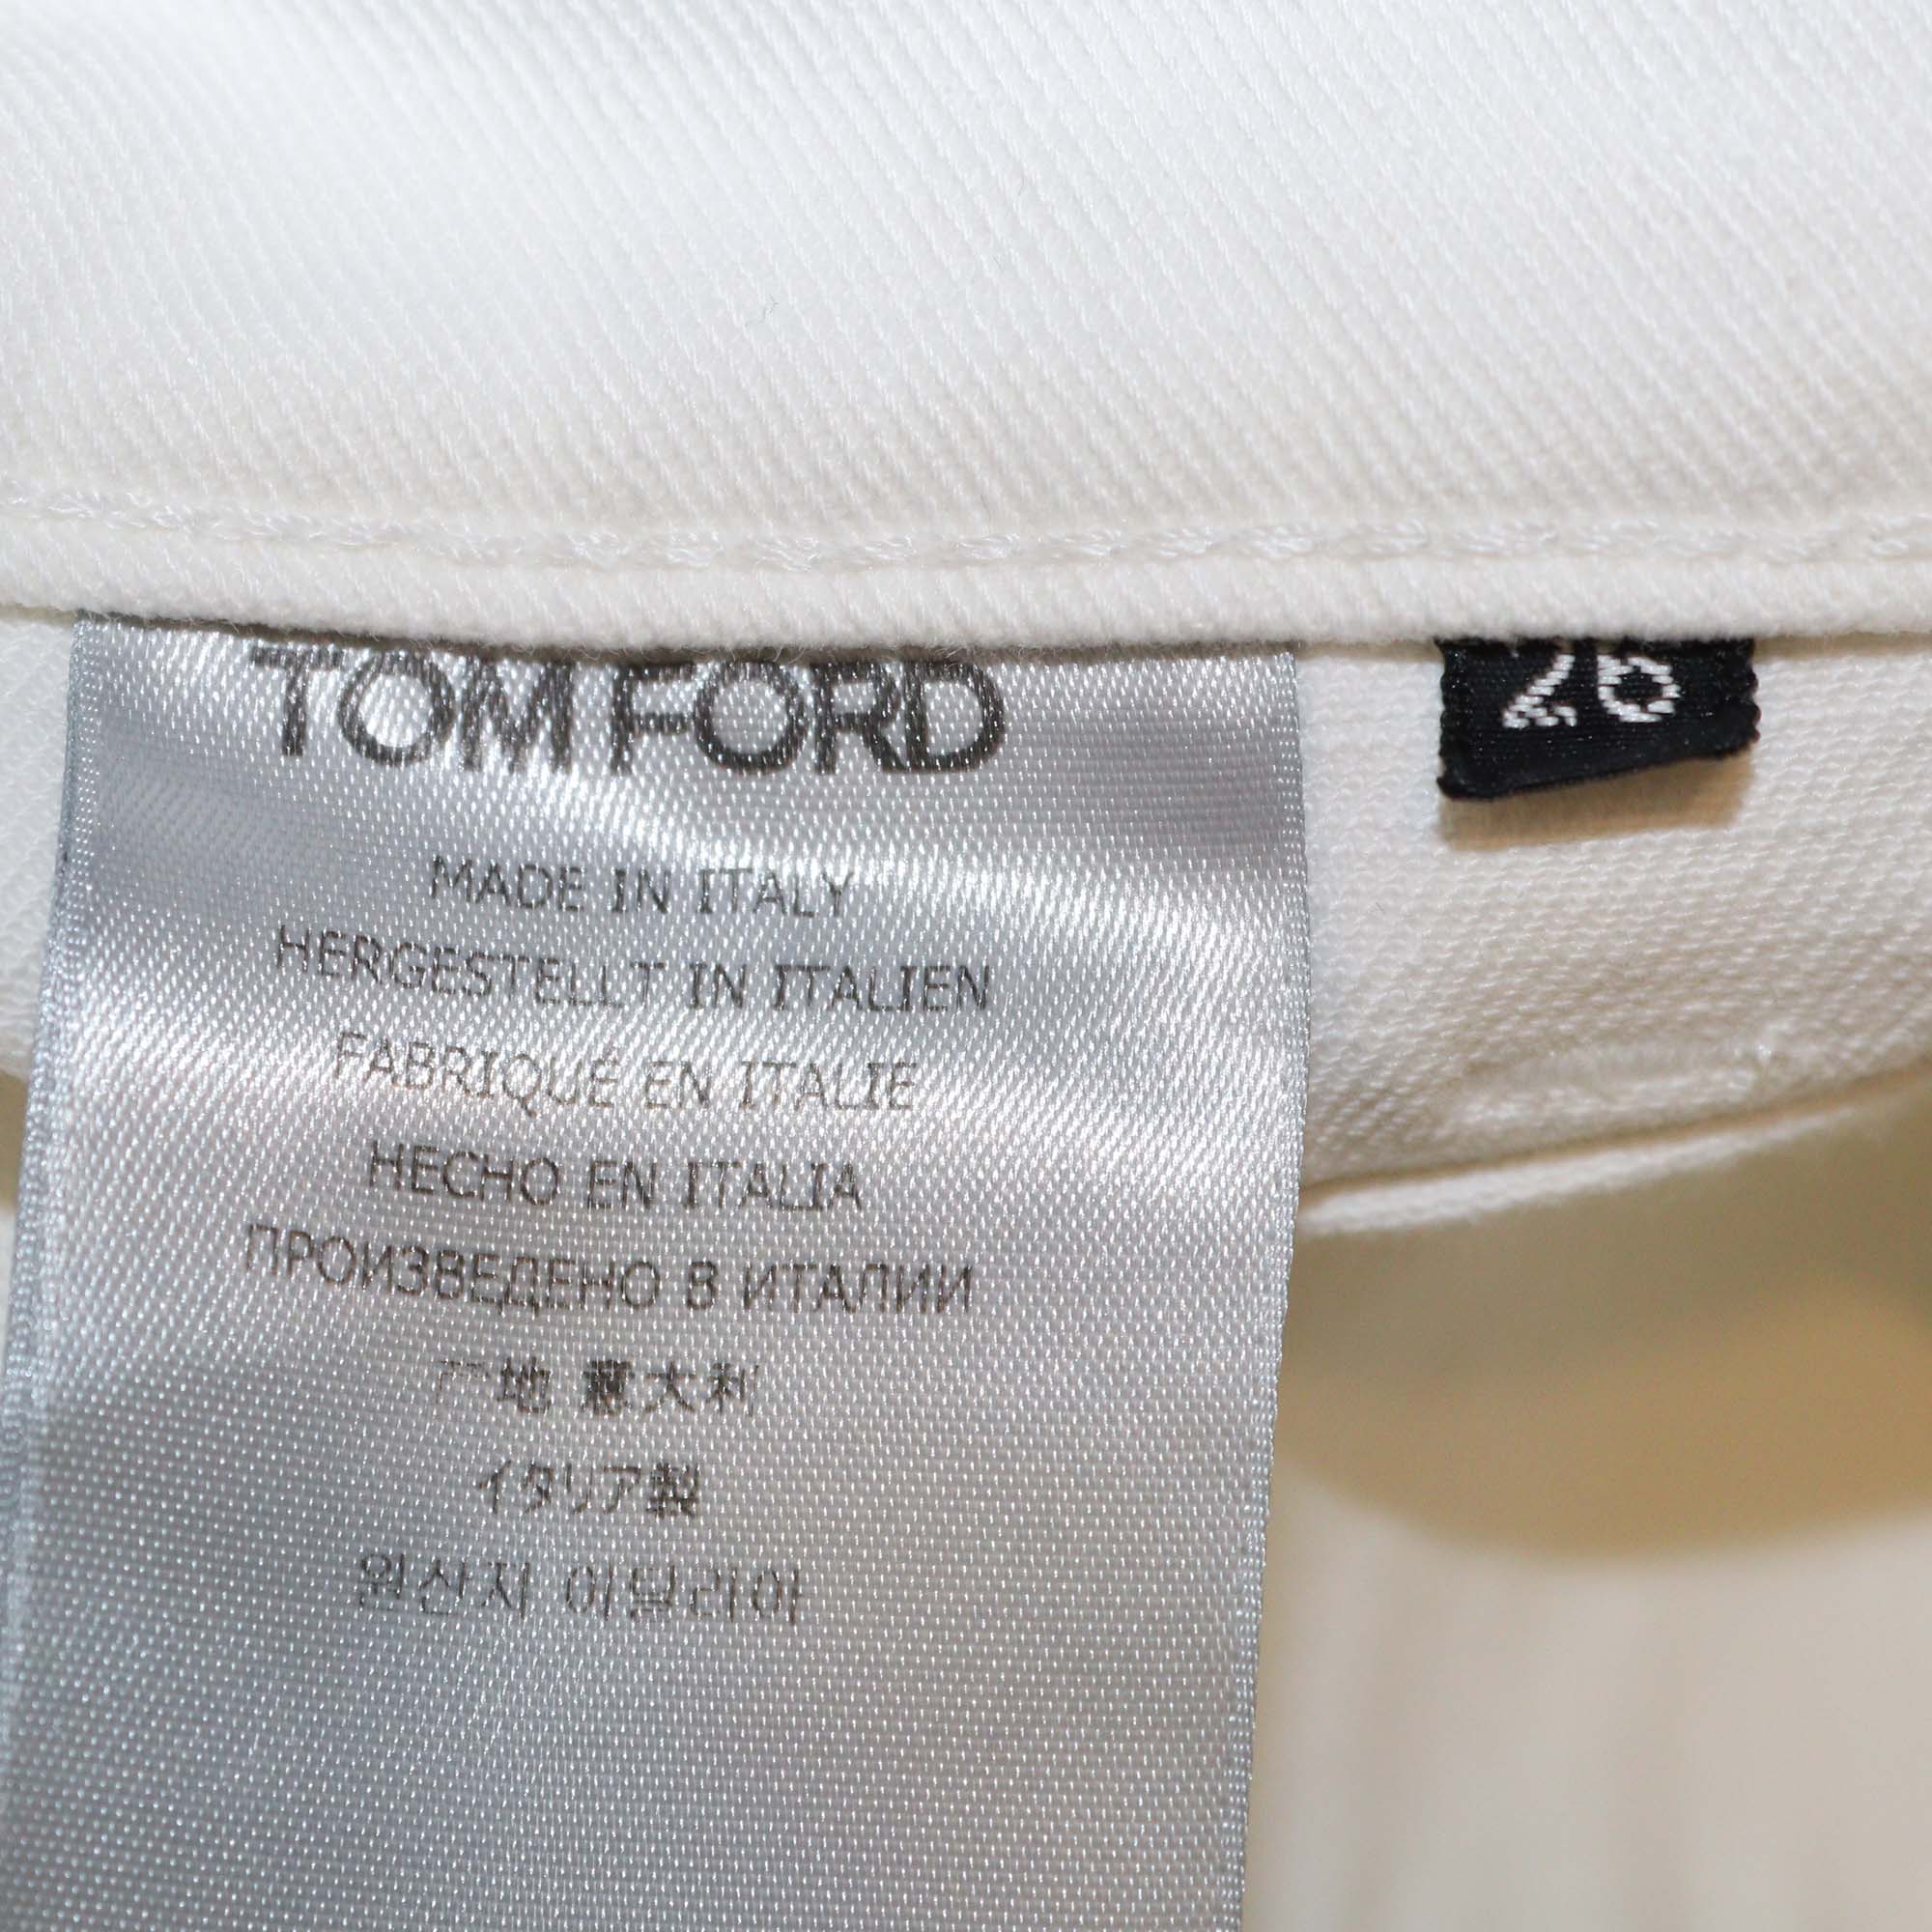 TOM FORD
26
MADE IN ITALY
HERGESTELLT IN ITALIEN
FABRIQUÉ EN ITALIE
HECHO EN ITALIA
ПРОИЗВЕДЕНО В ИТАЛИИ
产地 意大利
イタリア製
원산지 이탈리아